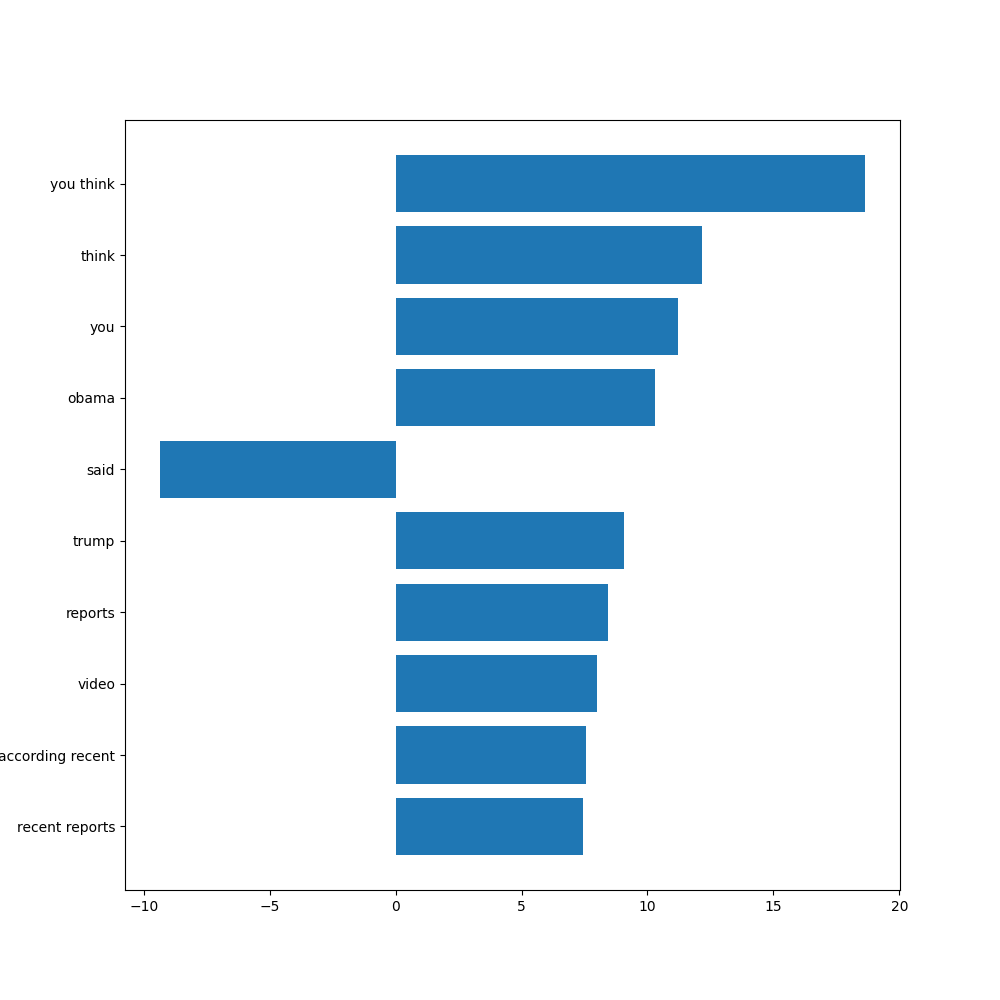 you think
think
you
obama
said
trump
reports
video
according recent
recent reports
−10 −5 0 5 10 15 20